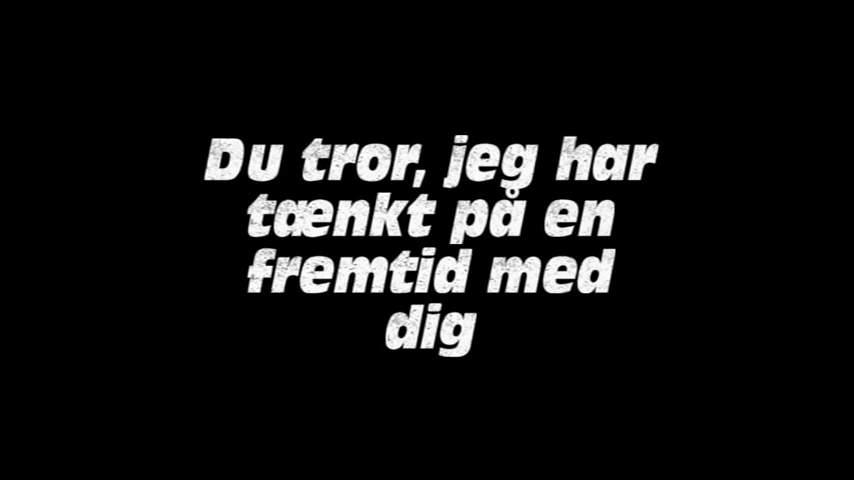 Du tror, jeg har
tænkt på en
fremtid med
dig